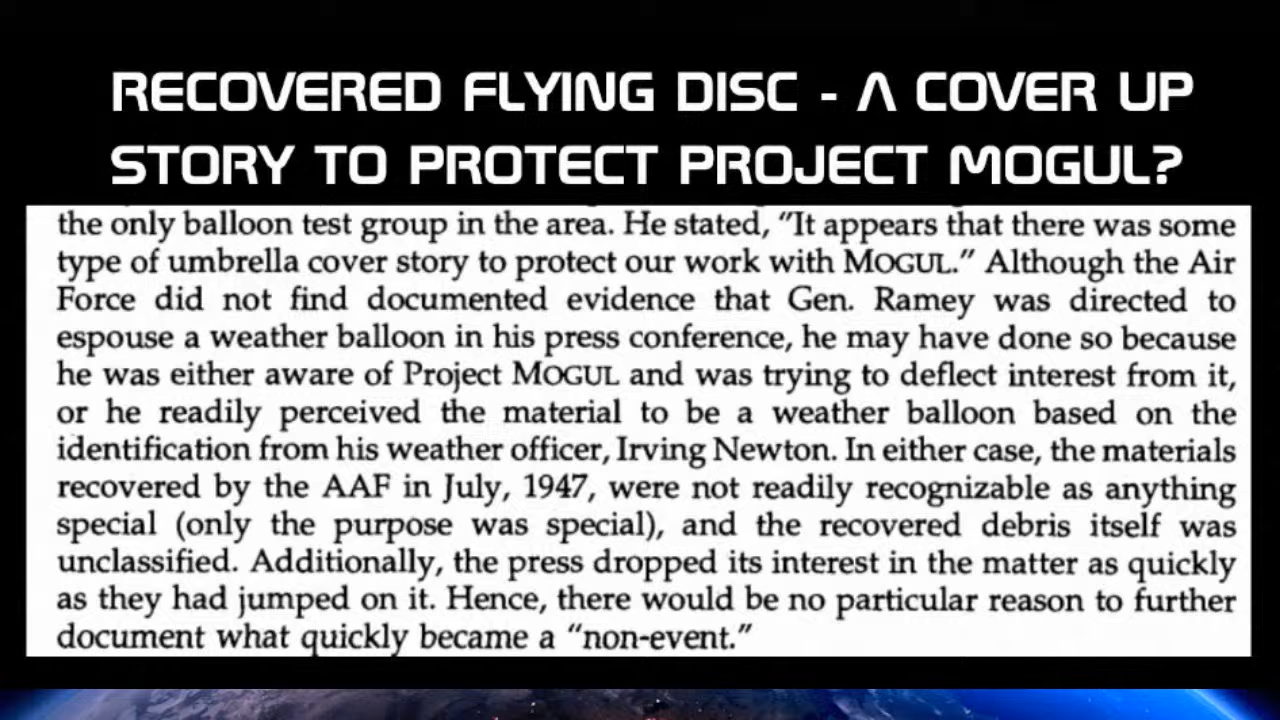 RECOVERED FLYING DISC - A COVER UP
STORY TO PROTECT PROJECT MOGUL?
the only balloon test group in the area. He stated, "It appears that there was some
type of umbrella cover story to protect our work with MOGUL." Although the Air
Force did not find documented evidence that Gen. Ramey was directed to
espouse a weather balloon in his press conference, he may have done so because
he was either aware of Project MOGUL and was trying to deflect interest from it,
or he readily perceived the material to be a weather balloon based on the
identification from his weather officer, Irving Newton. In either case, the materials
recovered by the AAF in July, 1947, were not readily recognizable as anything
special (only the purpose was special), and the recovered debris itself was
unclassified. Additionally, the press dropped its interest in the matter as quickly
as they had jumped on it. Hence, there would be no particular reason to further
document what quickly became a "non-event."